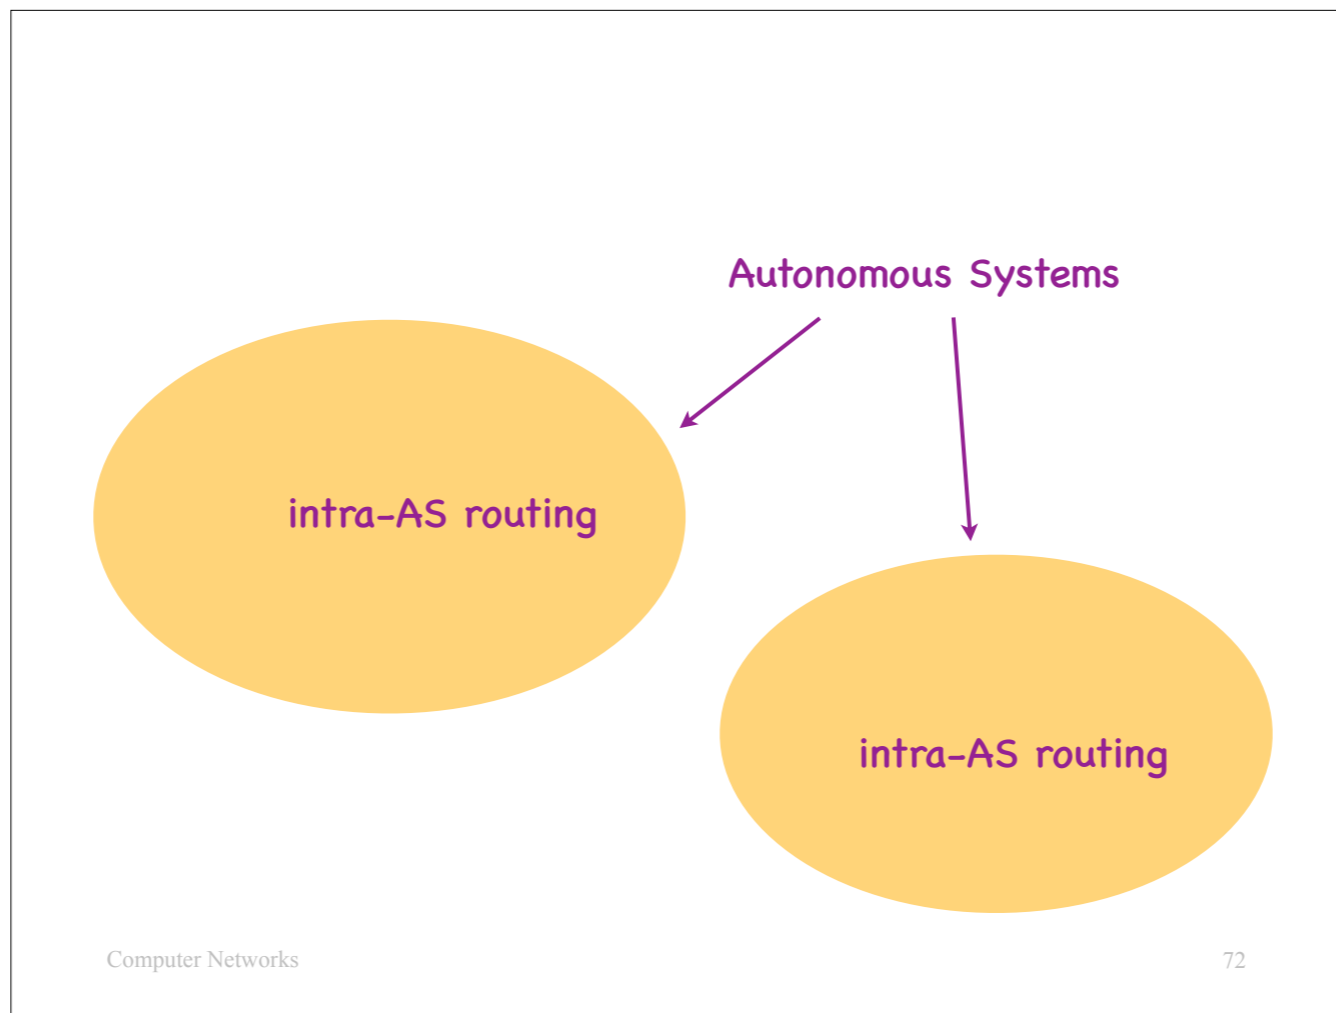 Autonomous Systems
intra-AS routing
intra-AS routing
Computer Networks
72